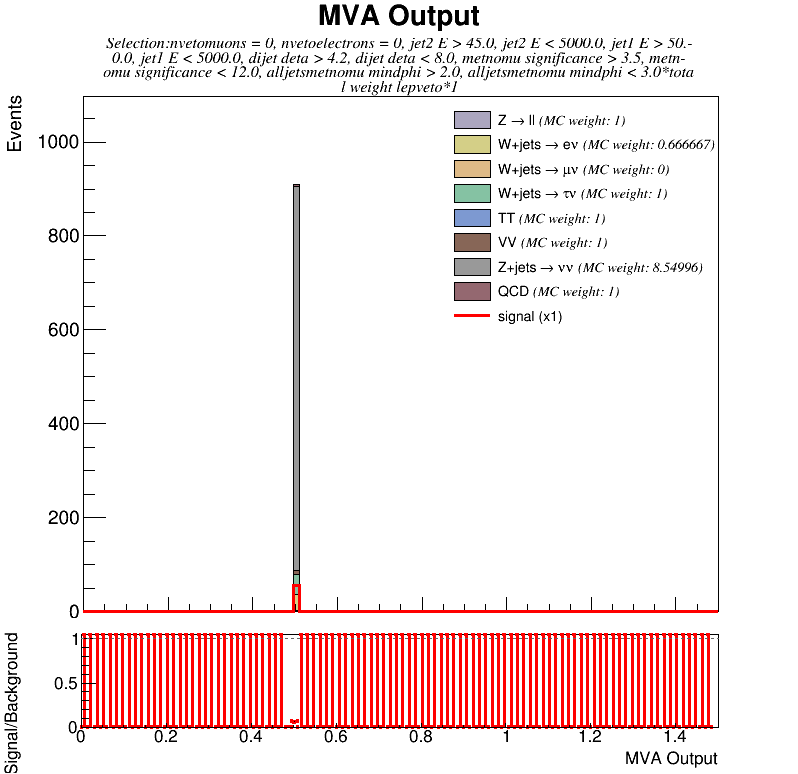 MVA Output
Selection:nvetomuons = 0, nvetoelectrons = 0, jet2 E > 45.0, jet2 E < 5000.0, jet1 E > 50.-
0.0, jet1 E < 5000.0, dijet deta > 4.2, dijet deta < 8.0, metnomu significance > 3.5, metn-
omu significance < 12.0, alljetsmetnomu mindphi > 2.0, alljetsmetnomu mindphi < 3.0*tota
l weight lepveto*1
Events
1000
800
600
400
200
0
Z → ll (MC weight: 1)
W+jets → eν (MC weight: 0.666667)
W+jets → μν (MC weight: 0)
W+jets → τν (MC weight: 1)
TT (MC weight: 1)
VV (MC weight: 1)
Z+jets → νν (MC weight: 8.54996)
QCD (MC weight: 1)
signal (x1)
Signal/Background
1
0.5
0
0 0.2 0.4 0.6 0.8 1 1.2 1.4
MVA Output